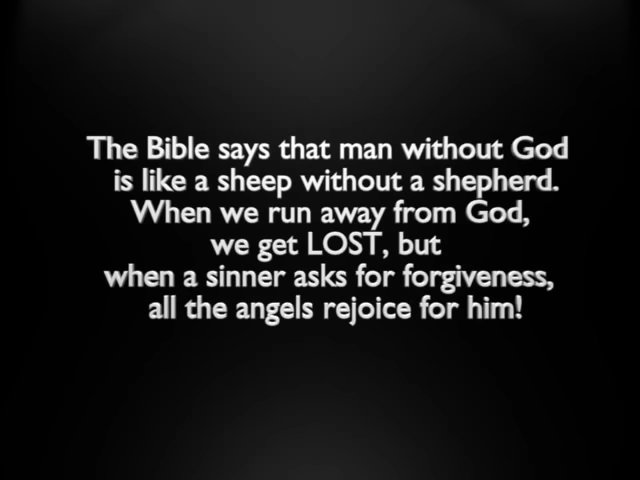 The Bible says that man without God
is like a sheep without a shepherd.
When we run away from God,
we get LOST, but
when a sinner asks for forgiveness,
all the angels rejoice for him!